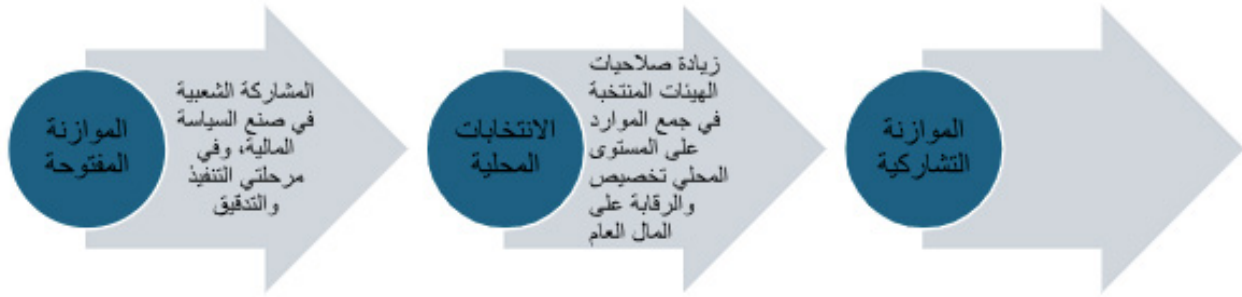 الموازنة
المفتوحة
المشاركة الشعبية
في صنع السياسة
المالية، وفي
مرحلتي التنفيذ
والتدقيق
الانتخابات
المحلية
زيادة صلاحيات
الهيئات المنتخبة
في جمع الموارد
على المستوى
المحلي تخصيص
والرقابة على
المال العام
الموازنة
التشاركية